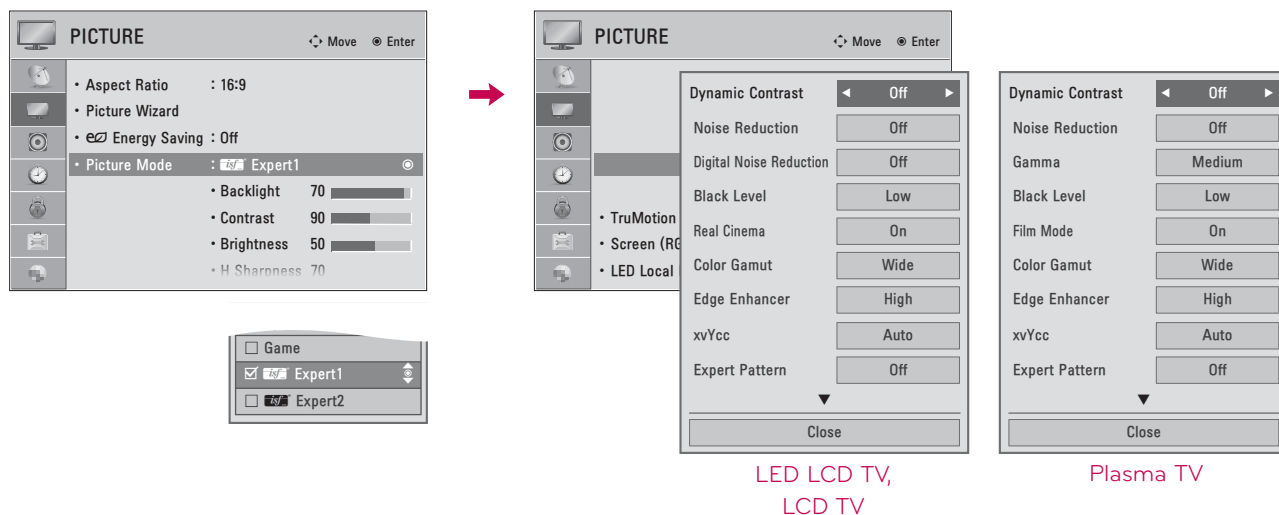 PICTURE
Move Enter
• Aspect Ratio : 16:9
• Picture Wizard
• Energy Saving : Off
• Picture Mode : isf Expert1
• Backlight 70
• Contrast 90
• Brightness 50
• H Sharpness 70
Game
isf Expert1
isf Expert2
PICTURE
Move Enter
• TruMotion
• Screen (RG
• LED Local
Dynamic Contrast Off
Noise Reduction Off
Digital Noise Reduction Off
Black Level Low
Real Cinema On
Color Gamut Wide
Edge Enhancer High
xvYcc Auto
Expert Pattern Off
Close
LED LCD TV,
LCD TV
Dynamic Contrast Off
Noise Reduction Off
Gamma Medium
Black Level Low
Film Mode On
Color Gamut Wide
Edge Enhancer High
xvYcc Auto
Expert Pattern Off
Close
Plasma TV